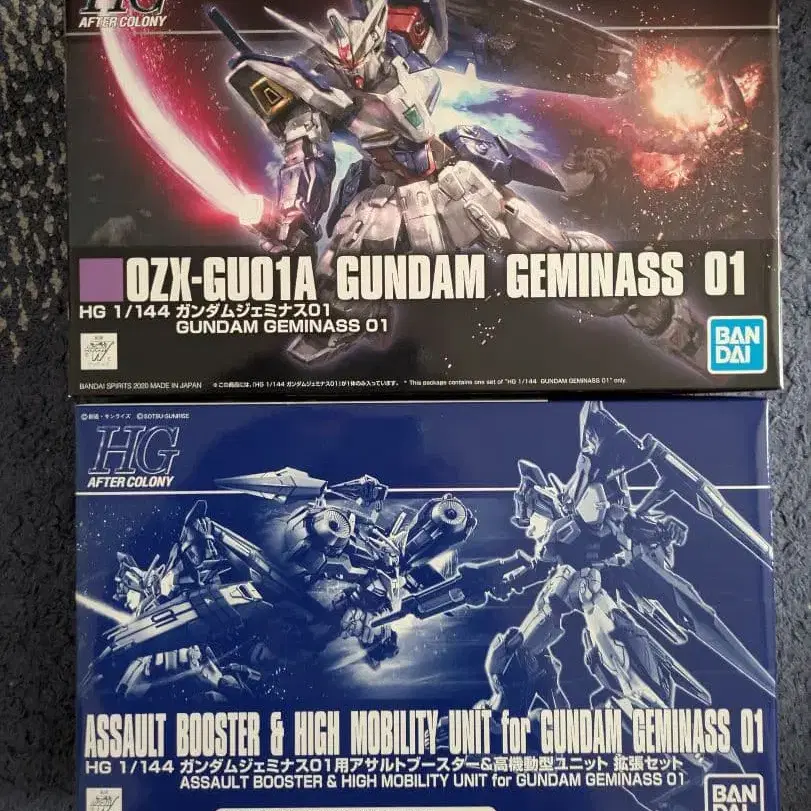 HG
AFTER COLONY
OZX-GU01A GUNDAM GEMINASS 01
HG 1/144 ガンダムジェミナス01
GUNDAM GEMINASS 01
BAN
DAI
BANDAI SPIRITS 2020 MADE IN JAPAN
※この商品には、「HG 1/144 ガンダムジェミナス01」が1体のみ入っています。 * This package contains one set of "HG 1/144 GUNDAM GEMINASS 01" only.
©創通・サンライズ ©SOTSU・SUNRISE
HG
AFTER COLONY
ASSAULT BOOSTER & HIGH MOBILITY UNIT for GUNDAM GEMINASS 01
HG 1/144 ガンダムジェミナス01用アサルトブースター&高機動型ユニット 拡張セット
ASSAULT BOOSTER & HIGH MOBILITY UNIT for GUNDAM GEMINASS 01
BAN
DAI